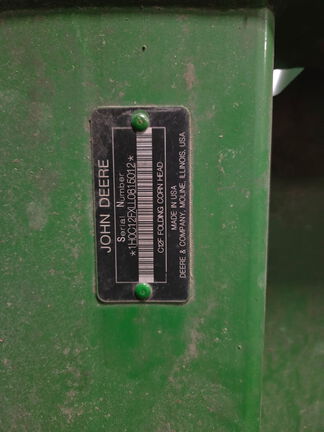 JOHN DEERE
Serial Number
*1H0C12FXLL0815012*
C12F FOLDING CORN HEAD
MADE IN USA
DEERE & COMPANY, MOLINE, ILLINOIS, USA